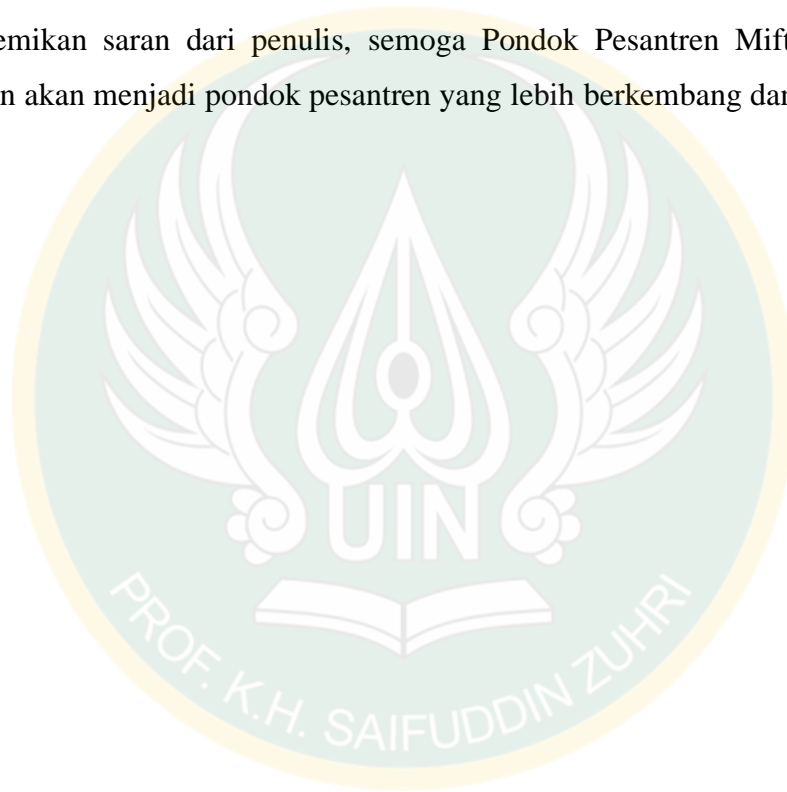 emikan saran dari penulis, semoga Pondok Pesantren Mift
n akan menjadi pondok pesantren yang lebih berkembang dar
UIN
PROF. K.H. SAIFUDDIN ZUHRI